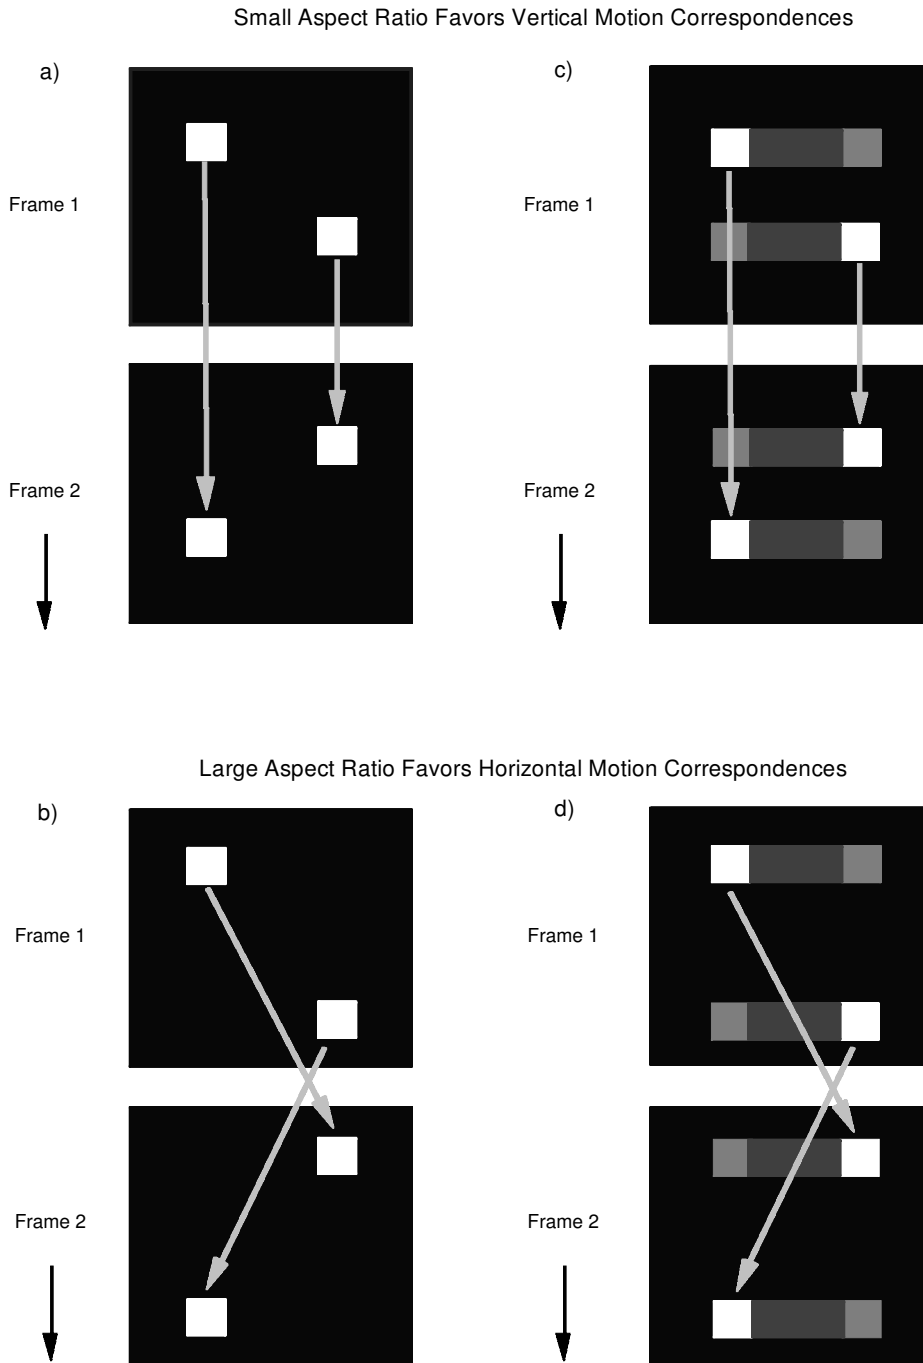 Small Aspect Ratio Favors Vertical Motion Correspondences
a)
c)
Frame 1
Frame 1
Frame 2
Frame 2
Large Aspect Ratio Favors Horizontal Motion Correspondences
b)
d)
Frame 1
Frame 1
Frame 2
Frame 2